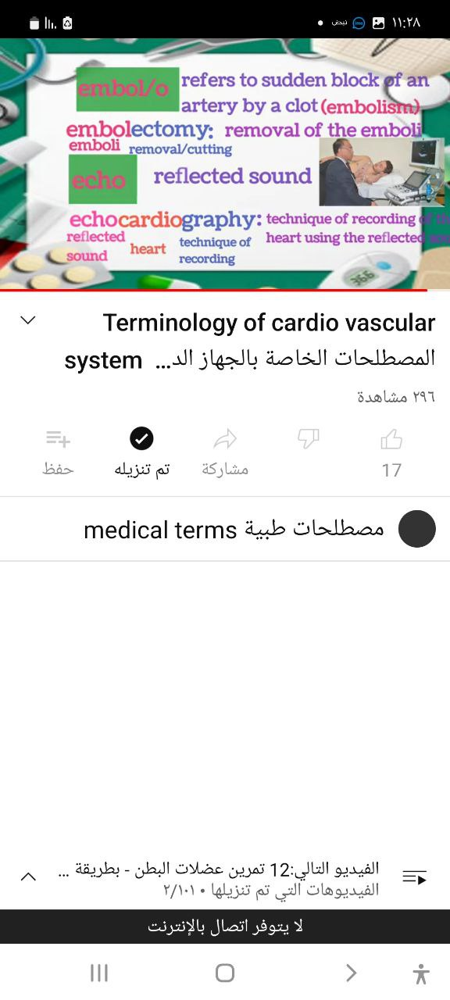 ١١:٢٨
نبض
embol/o refers to sudden block of an
artery by a clot (embolism)
embolectomy: removal of the emboli
emboli removal/cutting
echo reflected sound
echocardiography: technique of recording of
reflected sound heart technique of recording heart using the reflected
36.6
Terminology of cardio vascular
system المصطلحات الخاصة بالجهاز الد...
٢٩٦ مشاهدة
17
مشاركة
تم تنزيله
حفظ
مصطلحات طبية medical terms
الفيديو التالي:12 تمرين عضلات البطن - بطريقة ...
الفيديوهات التي تم تنزيلها • ٢/١٠١
لا يتوفر اتصال بالإنترنت